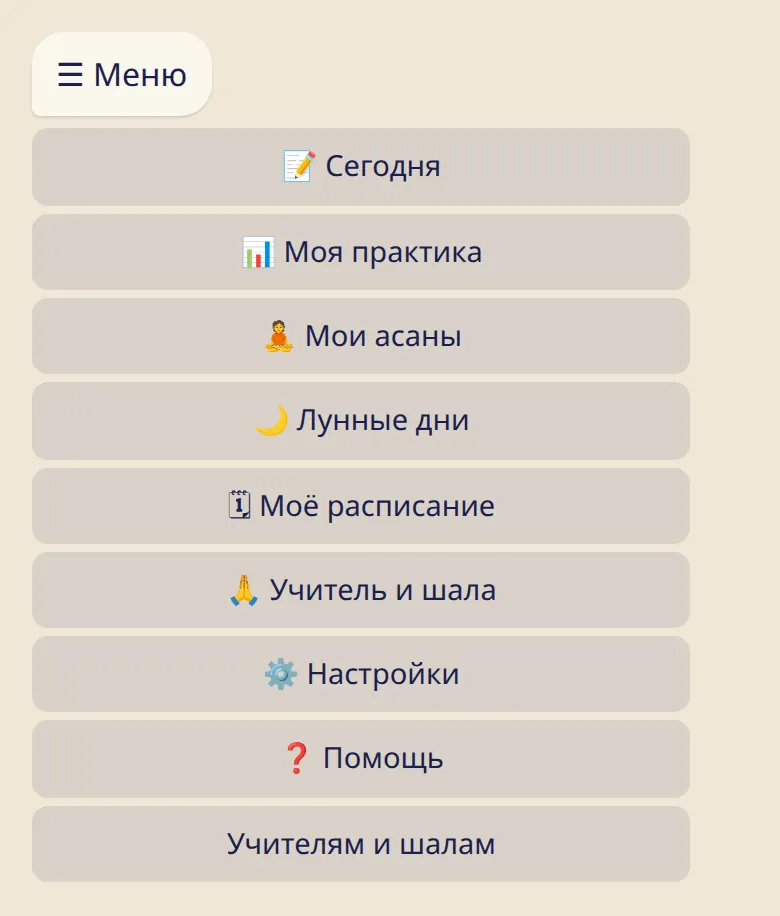 ☰ Меню
📝 Сегодня
📊 Моя практика
🧘 Мои асаны
🌙 Лунные дни
🗓 Моё расписание
🙏 Учитель и шала
⚙️ Настройки
❓ Помощь
Учителям и шалам